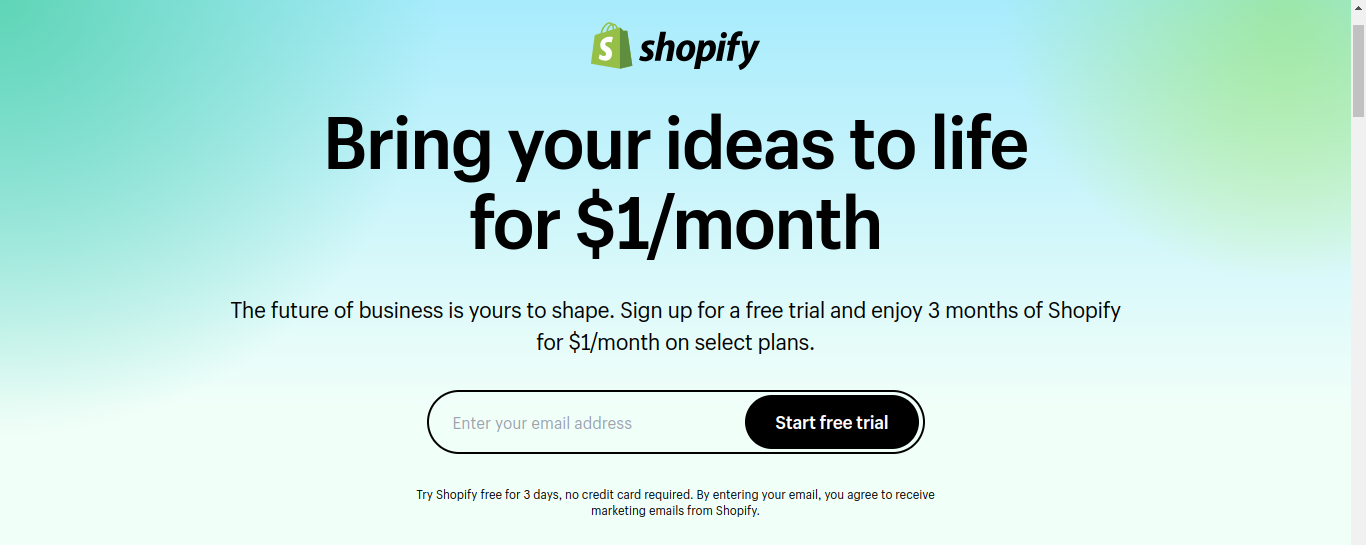 shopify
Bring your ideas to life
for $1/month
The future of business is yours to shape. Sign up for a free trial and enjoy 3 months of Shopify
for $1/month on select plans.
Enter your email address
Start free trial
Try Shopify free for 3 days, no credit card required. By entering your email, you agree to receive
marketing emails from Shopify.